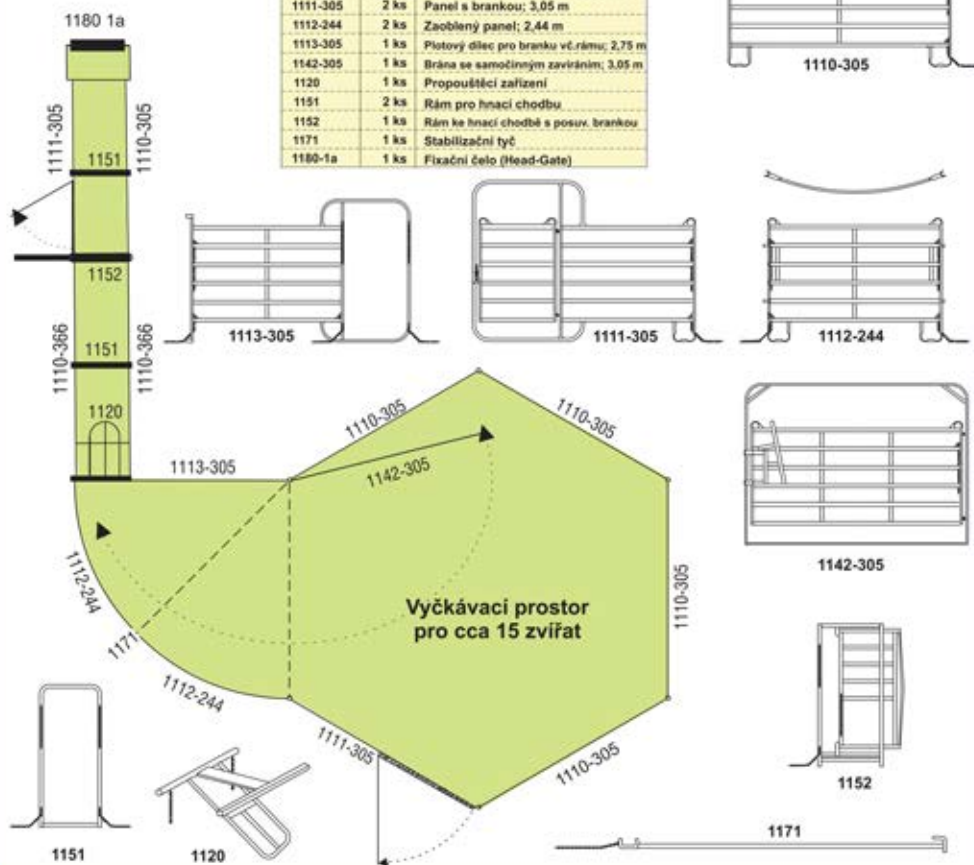 1180 1a
1111-305 2 ks Panel s brankou; 3,05 m
1112-244 2 ks Zaoblený panel; 2,44 m
1113-305 1 ks Plotový dílec pro branku vč.rámu; 2,75 m
1142-305 1 ks Brána se samočinným zavíráním; 3,05 m
1120 1 ks Propouštěcí zařízení
1151 2 ks Rám pro hnací chodbu
1152 1 ks Rám ke hnací chodbě s posuv. brankou
1171 1 ks Stabilizační tyč
1180-1a 1 ks Fixační čelo (Head-Gate)
1110-305
1111-305
1110-305
1151
1152
1110-366
1110-366
1151
1120
1113-305
1111-305
1112-244
1113-305
1110-305
1110-305
1142-305
1142-305
1112-244
1171
1112-244
Vyčkávací prostor
pro cca 15 zvířat
1110-305
1111-305
1110-305
1152
1151
1120
1171